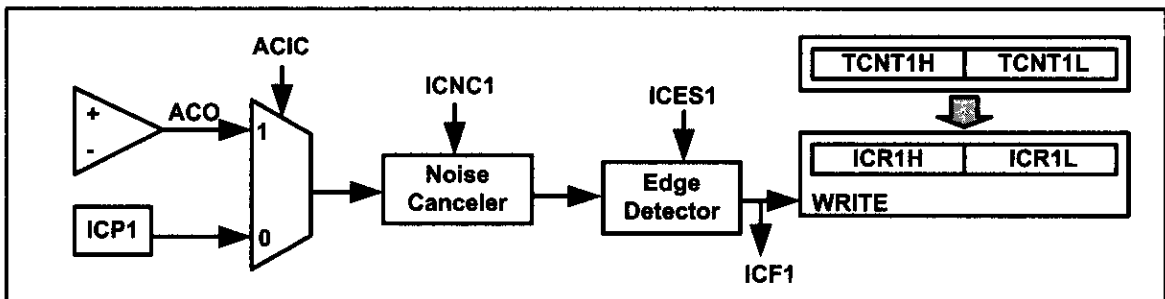 ACIC
TCNT1H TCNT1L
ICNC1 ICES1
+ ACO
- 1
Noise Canceler
Edge Detector
ICR1H ICR1L
WRITE
ICP1 0
ICF1